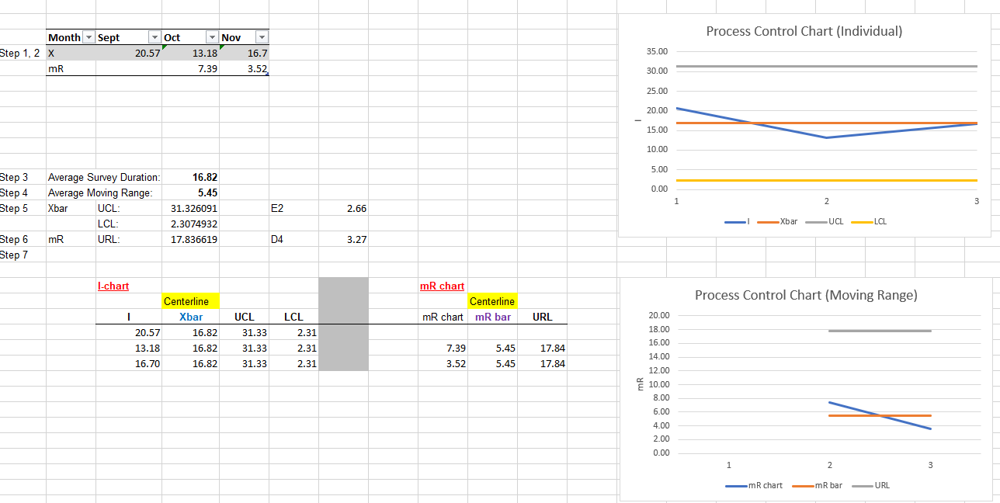 Month Sept Oct Nov
Step 1, 2 X 20.57 13.18 16.7
mR 7.39 3.52
Step 3 Average Survey Duration: 16.82
Step 4 Average Moving Range: 5.45
Step 5 Xbar UCL: 31.326091 E2 2.66
LCL: 2.3074932
Step 6 mR URL: 17.836619 D4 3.27
Step 7
I-chart mR chart
Centerline Centerline
I Xbar UCL LCL mR chart mR bar URL
20.57 16.82 31.33 2.31
13.18 16.82 31.33 2.31 7.39 5.45 17.84
16.70 16.82 31.33 2.31 3.52 5.45 17.84
Process Control Chart (Individual)
35.00
30.00
25.00
20.00
15.00
10.00
5.00
0.00
I
1 2 3
I Xbar UCL LCL
Process Control Chart (Moving Range)
20.00
18.00
16.00
14.00
12.00
10.00
8.00
6.00
4.00
2.00
0.00
mR
1 2 3
mR chart mR bar URL